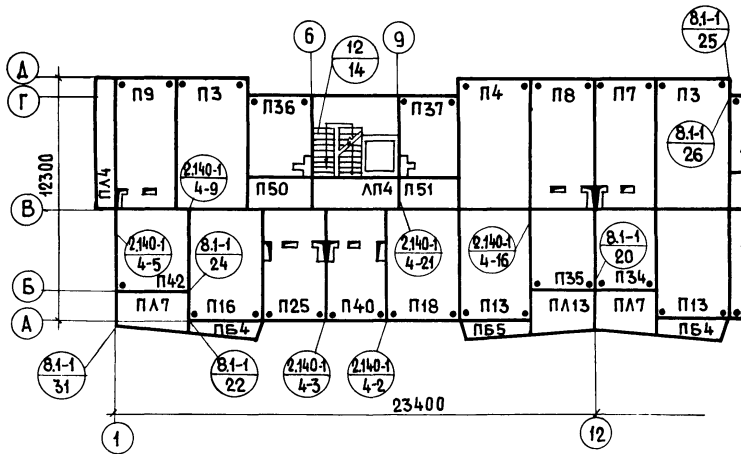 8.1-1
25
6
12
14
9
Д
Г
П9
П3
П36
П37
П4
П8
П7
П3
8.1-1
26
12300
ПЛ4
2.140-1
4-9
П50
ЛП4
П51
В
2.140-1
4-5
8.1-1
24
2.140-1
4-21
2.140-1
4-16
8.1-1
20
П42
П35
П34
Б
ПЛ7
П16
П25
П40
П18
П13
ПЛ13
ПЛ7
П13
А
ПБ4
ПБ5
ПБ4
8.1-1
31
8.1-1
22
2.140-1
4-3
2.140-1
4-2
23400
1
12